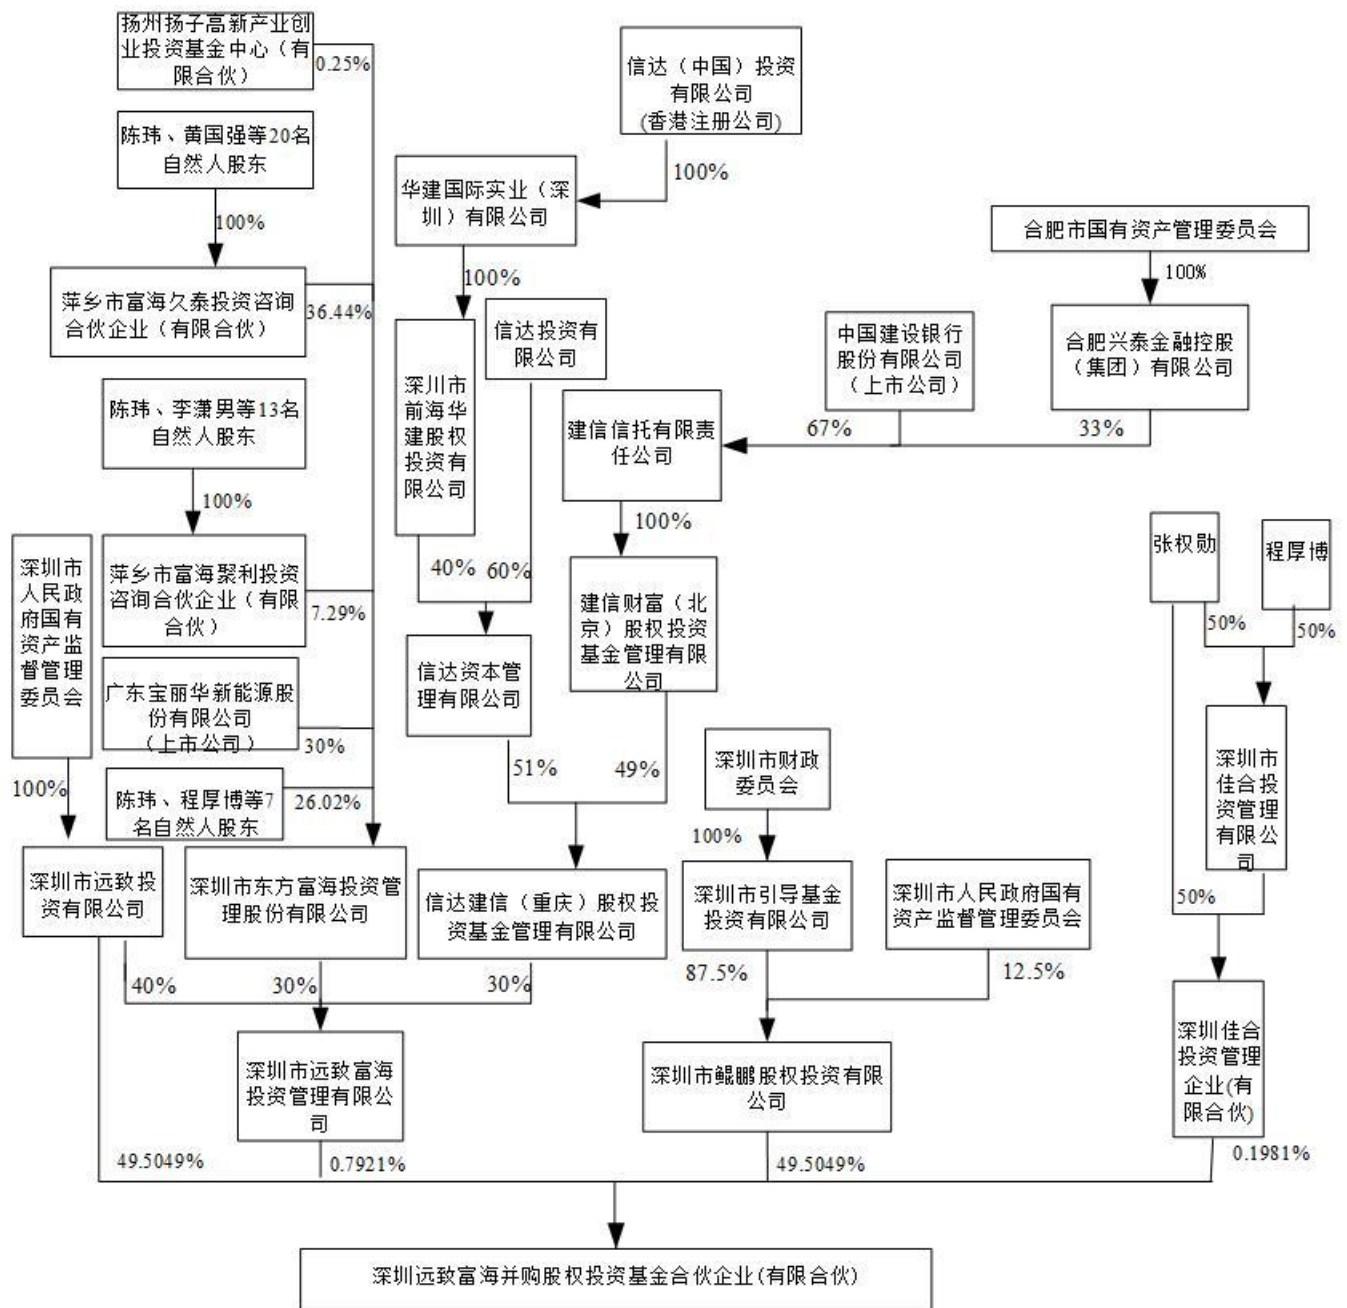 扬州扬子高新产业创
业投资基金中心（有
限合伙）
0.25%
信达（中国）投资
有限公司
(香港注册公司)
100%
陈玮、黄国强等20名
自然人股东
100%
华建国际实业（深
圳）有限公司
100%
合肥市国有资产管理委员会
100%
萍乡市富海久泰投资咨询
合伙企业（有限合伙）
36.44%
深川市
前海华
建股权
投资有
限公司
信达投资有
限公司
中国建设银行
股份有限公司
（上市公司）
合肥兴泰金融控股
（集团）有限公司
67%
33%
陈玮、李潇男等13名
自然人股东
100%
建信信托有限责
任公司
100%
深圳市
人民政
府国有
资产监
督管理
委员会
100%
萍乡市富海聚利投资
咨询合伙企业（有限
合伙）
7.29%
40%
60%
建信财富（北
京）股权投资
基金管理有限
公司
张权勋
程厚博
50%
50%
广东宝丽华新能源股
份有限公司
（上市公司）
30%
信达资本管
理有限公司
51%
49%
深圳市财政
委员会
100%
深圳市
佳合投
资管理
有限公
司
50%
陈玮、程厚博等7
名自然人股东
26.02%
深圳市远致投
资有限公司
深圳市东方富海投资管
理股份有限公司
信达建信（重庆）股权投
资基金管理有限公司
深圳市引导基金
投资有限公司
深圳市人民政府国有
资产监督管理委员会
40%
30%
30%
87.5%
12.5%
深圳市远致富海
投资管理有限公
司
深圳市鲲鹏股权投资有限
公司
深圳佳合
投资管理
企业(有
限合伙)
49.5049%
0.7921%
49.5049%
0.1981%
深圳远致富海并购股权投资基金合伙企业(有限合伙)